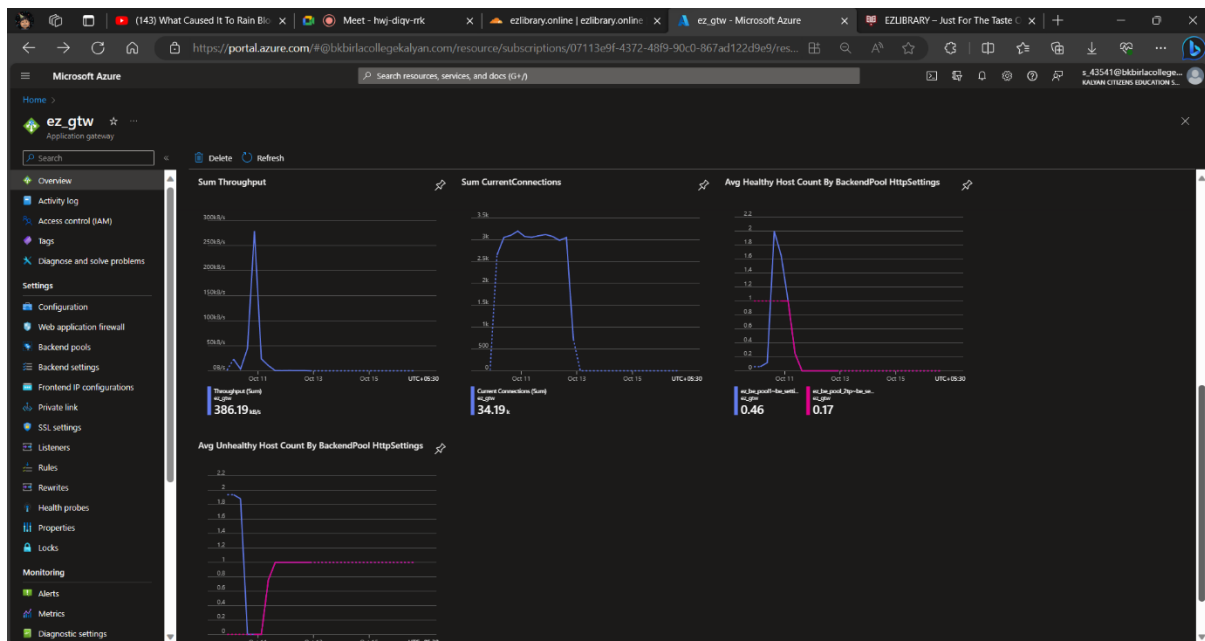 (143) What Caused It To Rain Blo
Meet - hwj-diqv-rrk
ezlibrary.online | ezlibrary.online
ez_gtw - Microsoft Azure
EZLIBRARY – Just For The Taste
https://portal.azure.com/#@bkbirlacollegekalyan.com/resource/subscriptions/07113e9f-4372-48f9-90c0-867ad122d9e9/res...
Microsoft Azure
Search resources, services, and docs (G+/)
s_43541@bkbirlacollege...
KALYAN CITIZENS EDUCATION S...
Home >
ez_gtw
Application gateway
Search
Delete
Refresh
Overview
Activity log
Access control (IAM)
Tags
Diagnose and solve problems
Settings
Configuration
Web application firewall
Backend pools
Backend settings
Frontend IP configurations
Private link
SSL settings
Listeners
Rules
Rewrites
Health probes
Properties
Locks
Monitoring
Alerts
Metrics
Diagnostic settings
Sum Throughput
300kB/s
250kB/s
200kB/s
150kB/s
100kB/s
50kB/s
0B/s
Oct 11 Oct 13 Oct 15 UTC+05:30
Throughput (Sum)
ez_gtw
386.19 kB/s
Sum CurrentConnections
3.5k
3k
2.5k
2k
1.5k
1k
500
0
Oct 11 Oct 13 Oct 15 UTC+05:30
Current Connections (Sum)
ez_gtw
34.19 k
Avg Healthy Host Count By BackendPool HttpSettings
2.2
2
1.8
1.6
1.4
1.2
1
0.8
0.6
0.4
0.2
0
Oct 11 Oct 13 Oct 15 UTC+05:30
ez_gtw
0.46
ez_gtw
0.17
Avg Unhealthy Host Count By BackendPool HttpSettings
2.2
2
1.8
1.6
1.4
1.2
1
0.8
0.6
0.4
0.2
0